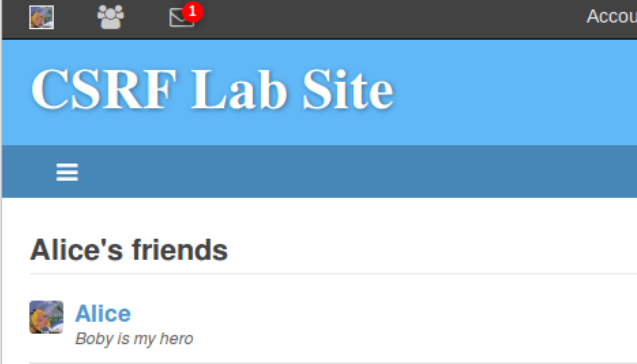 1
Accou
CSRF Lab Site
Alice's friends
Alice
Boby is my hero